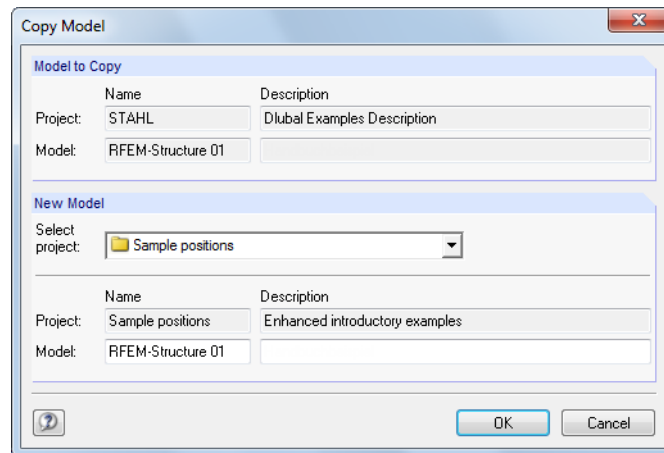 Copy Model
Model to Copy
Name Description
Project: STAHL Dlubal Examples Description
Model: RFEM-Structure 01
New Model
Select
project: Sample positions
Name Description
Project: Sample positions Enhanced introductory examples
Model: RFEM-Structure 01
OK Cancel